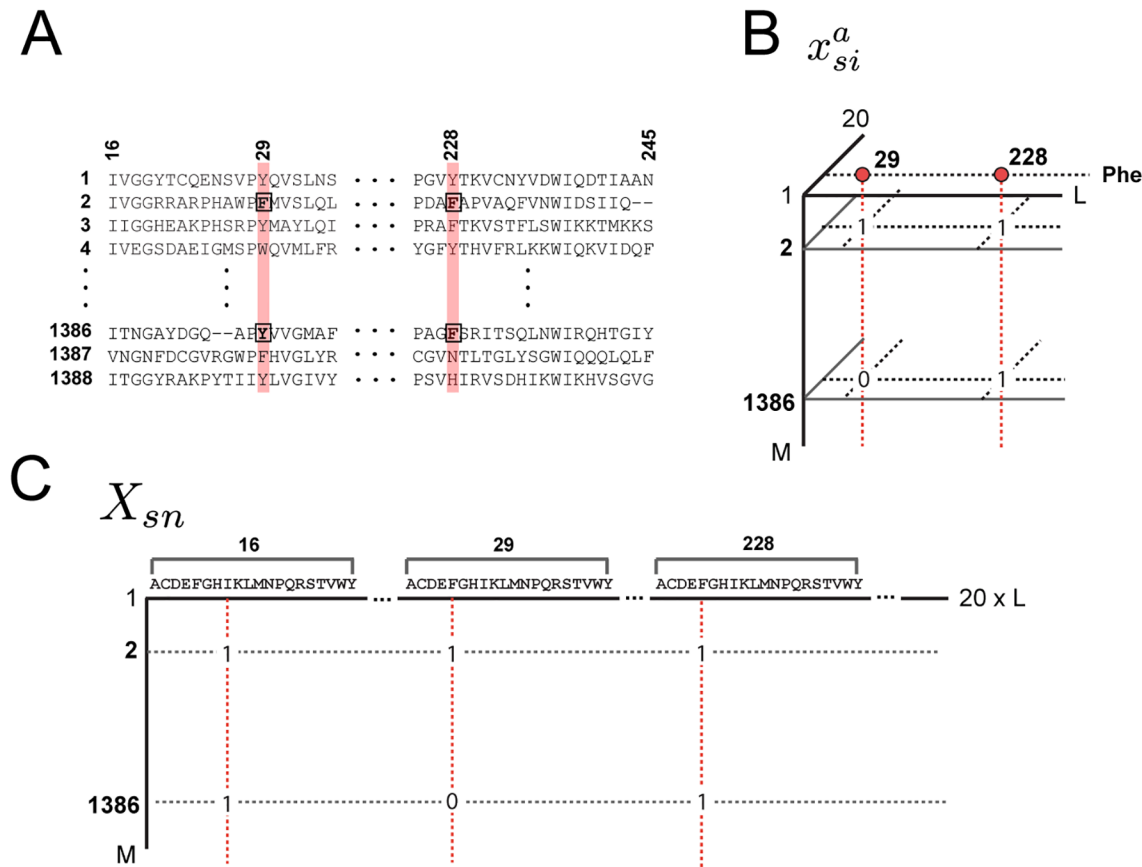 A
16 29 228 245
1 IVGGYTCQENSVPYQVSLNS • • • PGVYTKVCNYVDWIQDTIAAN
2 IVGGRRARPHAWPFMVSLQL • • • PDAFAPVAQFVNWIDSIIQ--
3 IIGGHEAKPHSRPYMAYLQI PRAFTKVSTFLSWIKKTMKKS
4 IVEGSDAEIGMSPWQVMLFR YGFYTHVFRLKKWIQKVIDQF
1386 ITNGAYDGQ--APYVVGMAF • • • PAGFSRITSQLNWIRQHTGIY
1387 VNGNFDCGVRGWPFHVGLYR CGVNTLTGLYSGWIQQQLQLF
1388 ITGGYRAKPYTIIYLVGIVY • • • PSVHIRVSDHIKWIKHVSGVG
B
x^a_si
20
29 228
Phe
1 L
1 1
2
0 1
1386
M
C
X_sn
16 29 228
ACDEFGHIKLMNPQRSTVWY ACDEFGHIKLMNPQRSTVWY ACDEFGHIKLMNPQRSTVWY
1 ... ... ... 20 x L
2 1 1 1
1386 1 0 1
M